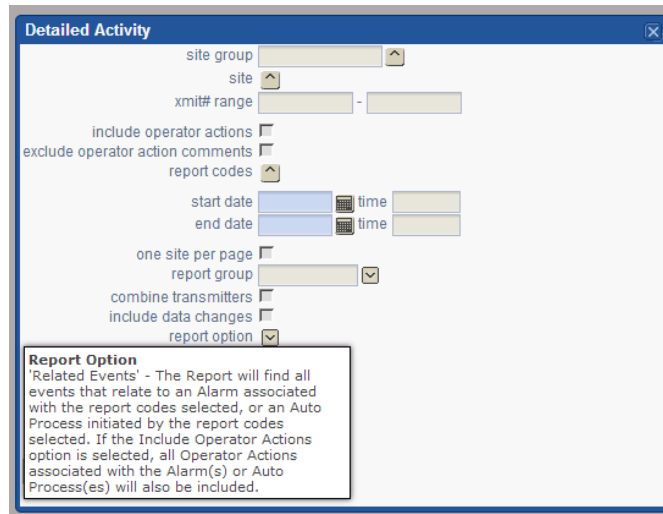 Detailed Activity
site group
site
xmit# range -
include operator actions
exclude operator action comments
report codes
start date time
end date time
one site per page
report group
combine transmitters
include data changes
report option
Report Option
'Related Events' - The Report will find all
events that relate to an Alarm associated
with the report codes selected, or an Auto
Process initiated by the report codes
selected. If the Include Operator Actions
option is selected, all Operator Actions
associated with the Alarm(s) or Auto
Process(es) will also be included.